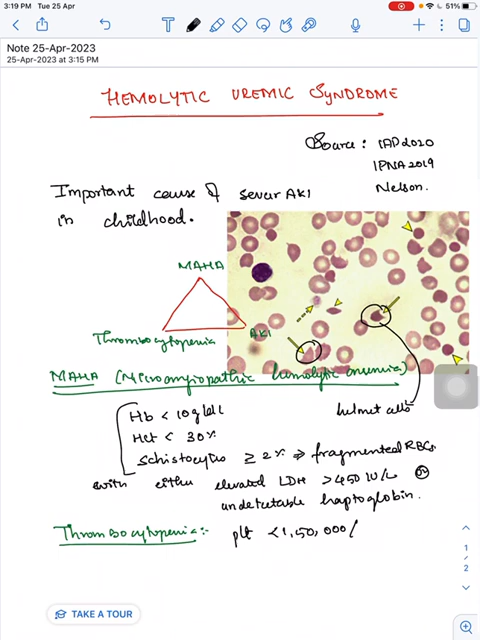 3:19 PM Tue 25 Apr
51%
Note 25-Apr-2023
25-Apr-2023 at 3:15 PM
HEMOLYTIC UREMIC SYNDROME
Source: IAP 2020
IPNA 2019
Nelson.
Important cause of sever AKI
in childhood.
MAHA
Thrombocytopenia
AKI
MAHA (Microangiopathic hemolytic anemia)
Hb < 10 g/dl
helmet cells
Hct < 30%
Schistocytes ≥ 2% ⇒ fragmented RBCs
with either elevated LDH > 450 IU/L or
undetectable haptoglobin.
Thrombocytopenia:- plt < 1,50,000/
1
/
2
TAKE A TOUR